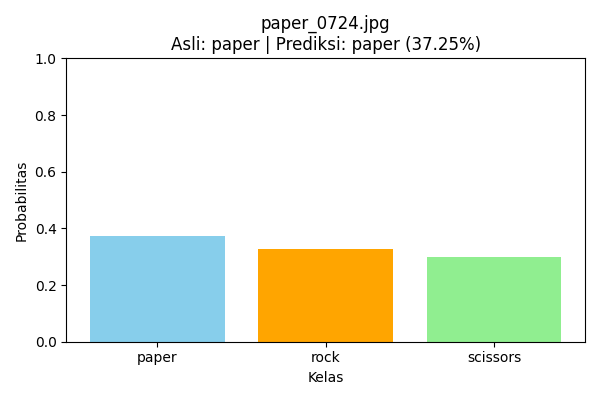 paper_0724.jpg
Asli: paper | Prediksi: paper (37.25%)
1.0
0.8
0.6
0.4
0.2
0.0
Probabilitas
paper rock scissors
Kelas